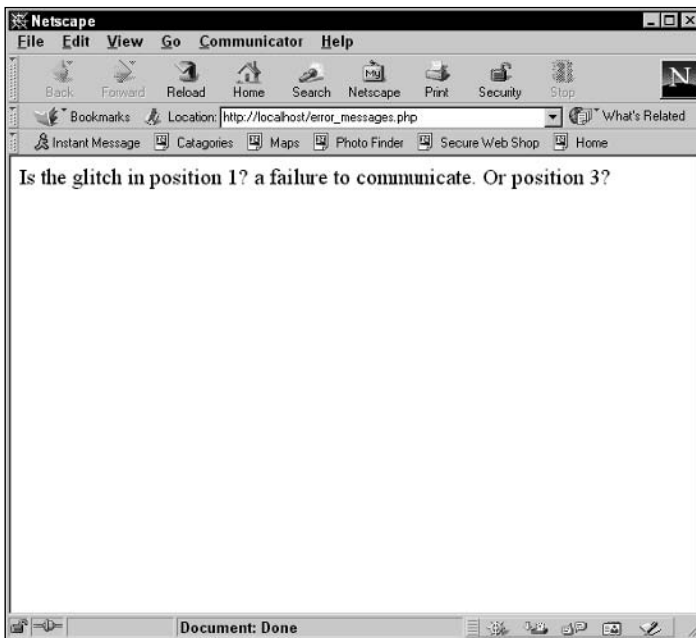 Netscape
File Edit View Go Communicator Help
Back Forward Reload Home Search Netscape Print Security Stop
My
N
Bookmarks Location: http://localhost/error_messages.php What's Related
Instant Message Catagories Maps Photo Finder Secure Web Shop Home
Is the glitch in position 1? a failure to communicate. Or position 3?
Document: Done